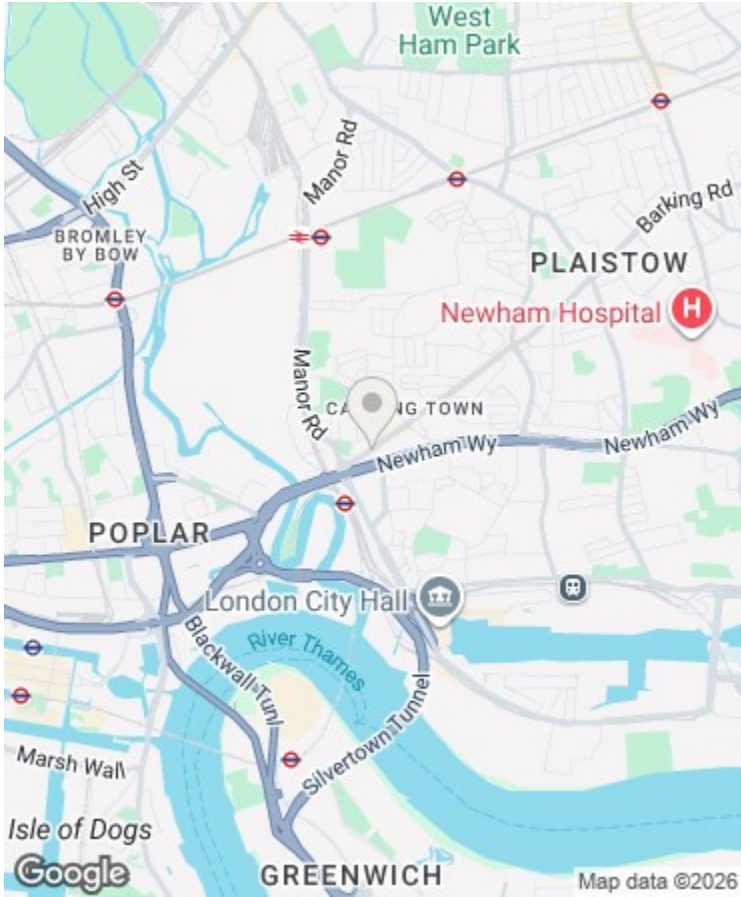 West
Ham Park
Manor Rd
High St
Barking Rd
BROMLEY
BY BOW
PLAISTOW
Newham Hospital
H
Manor Rd
CA NG TOWN
Newham Wy
Newham Wy
POPLAR
London City Hall
River Thames
Blackwall Tunl
Silvertown Tunnel
Marsh Wall
Isle of Dogs
GREENWICH
Google
Map data ©2026